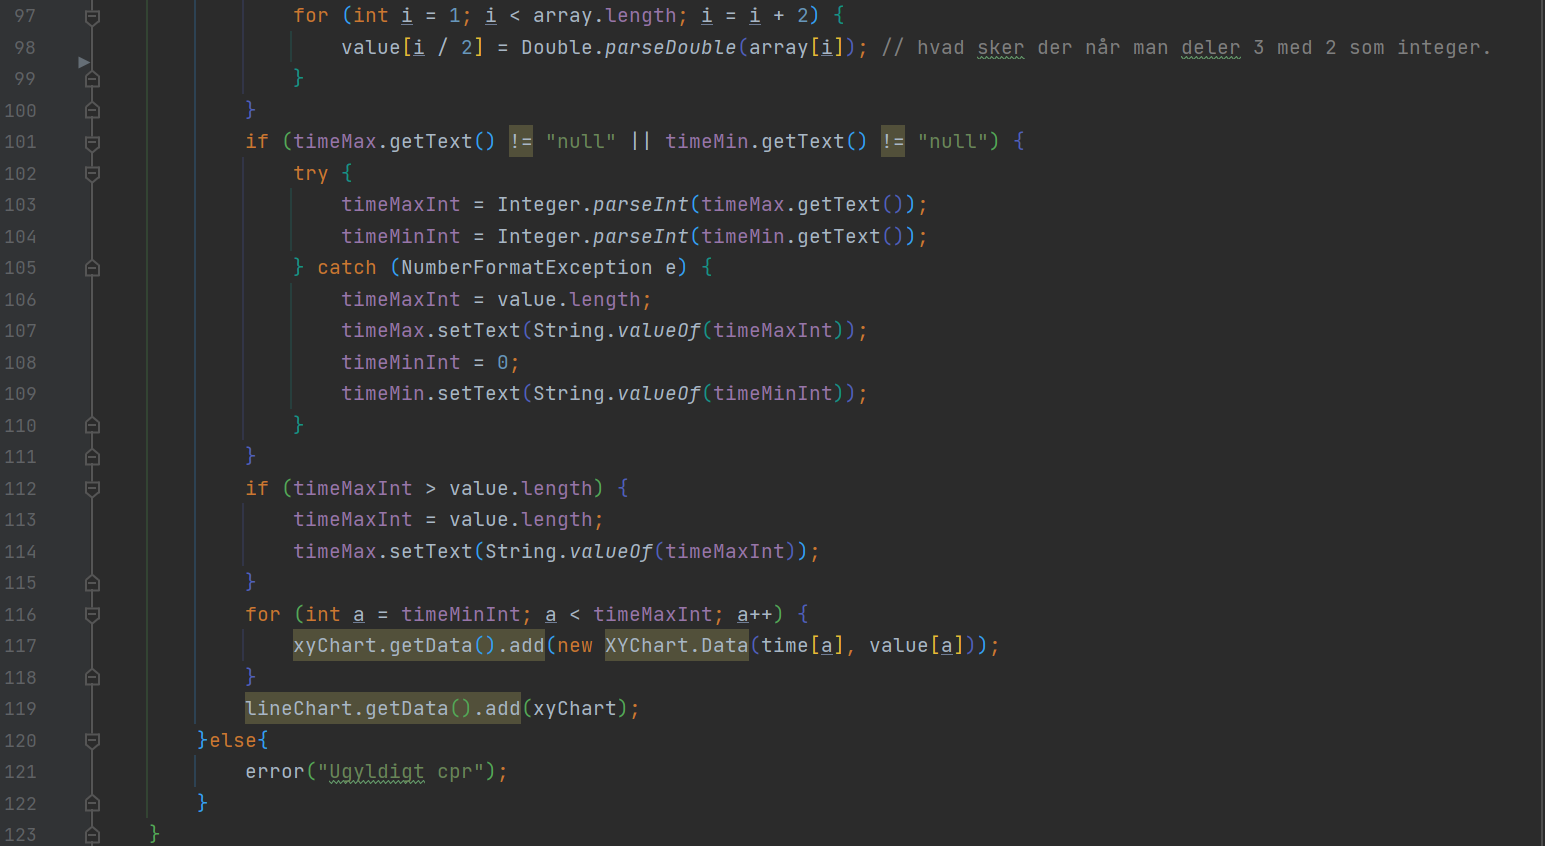 97 for (int i = 1; i < array.length; i = i + 2) {
98 value[i / 2] = Double.parseDouble(array[i]); // hvad sker der når man deler 3 med 2 som integer.
99 }
100 }
101 if (timeMax.getText() != "null" || timeMin.getText() != "null") {
102 try {
103 timeMaxInt = Integer.parseInt(timeMax.getText());
104 timeMinInt = Integer.parseInt(timeMin.getText());
105 } catch (NumberFormatException e) {
106 timeMaxInt = value.length;
107 timeMax.setText(String.valueOf(timeMaxInt));
108 timeMinInt = 0;
109 timeMin.setText(String.valueOf(timeMinInt));
110 }
111 }
112 if (timeMaxInt > value.length) {
113 timeMaxInt = value.length;
114 timeMax.setText(String.valueOf(timeMaxInt));
115 }
116 for (int a = timeMinInt; a < timeMaxInt; a++) {
117 xyChart.getData().add(new XYChart.Data(time[a], value[a]));
118 }
119 lineChart.getData().add(xyChart);
120 }else{
121 error("Ugyldigt cpr");
122 }
123 }